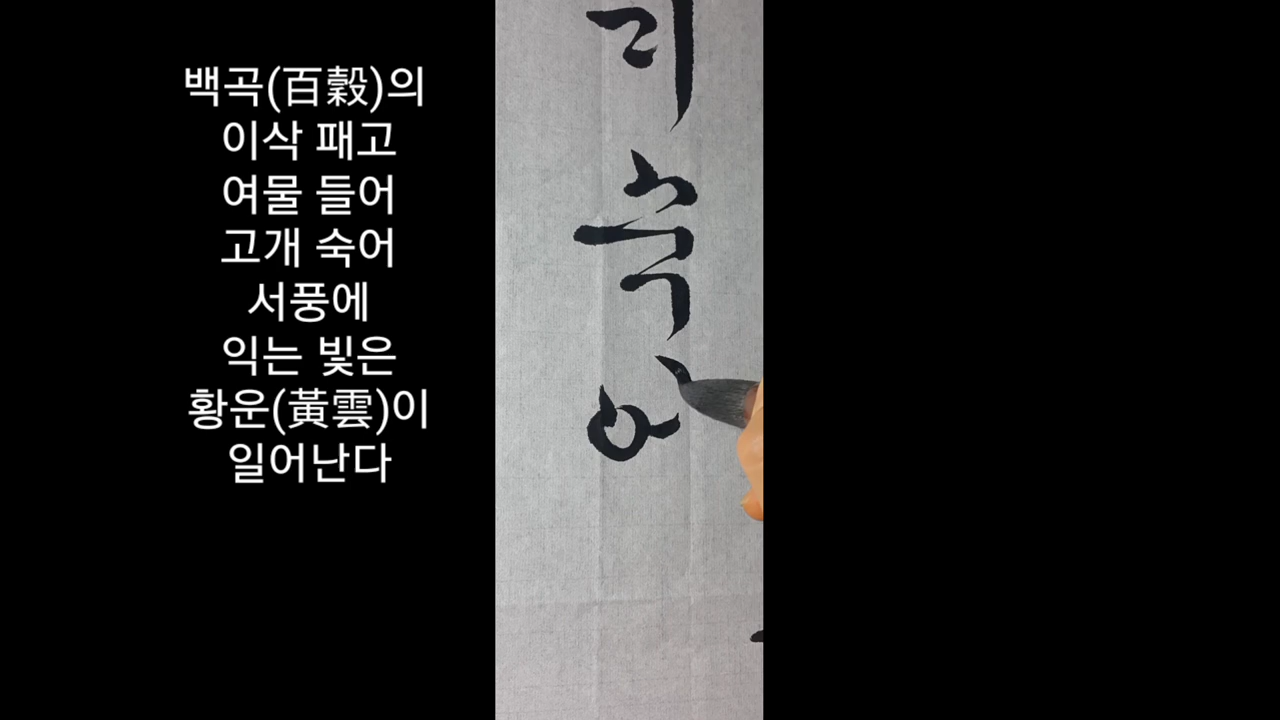 백곡(百穀)의
이삭 패고
여물 들어
고개 숙어
서풍에
익는 빛은
황운(黃雲)이
일어난다
숙